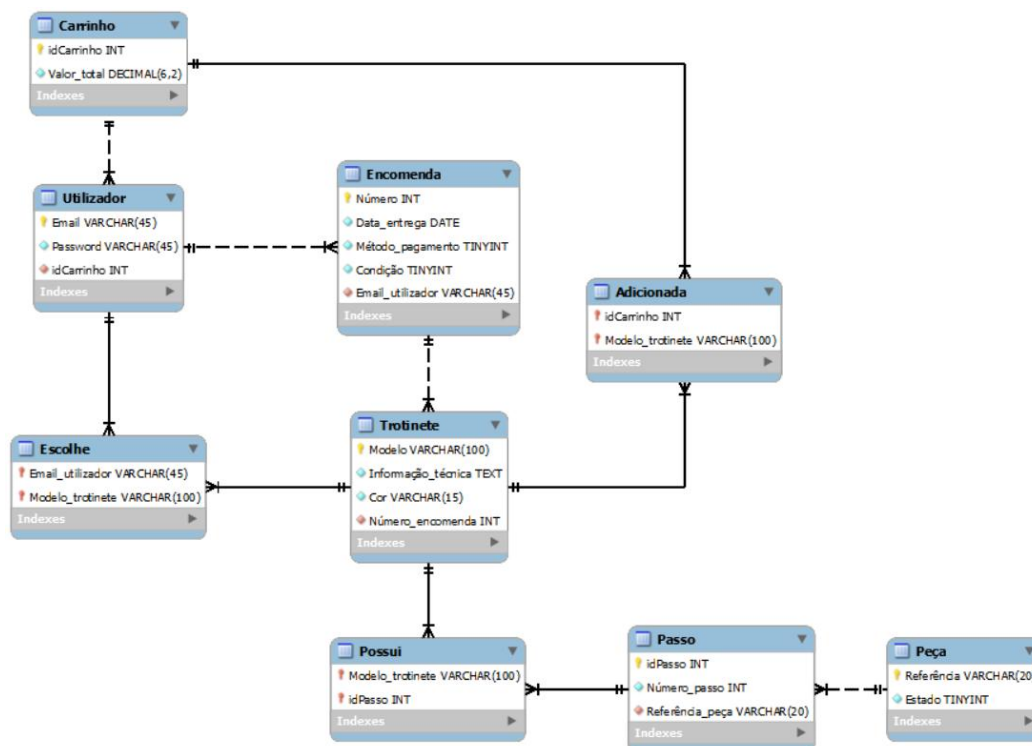 Carrinho
idCarrinho INT
Valor_total DECIMAL(6,2)
Indexes
Utilizador
Email VARCHAR(45)
Password VARCHAR(45)
idCarrinho INT
Indexes
Encomenda
Número INT
Data_entrega DATE
Método_pagamento TINYINT
Condição TINYINT
Email_utilizador VARCHAR(45)
Indexes
Adicionada
idCarrinho INT
Modelo_trotinete VARCHAR(100)
Indexes
Escolhe
Email_utilizador VARCHAR(45)
Modelo_trotinete VARCHAR(100)
Indexes
Trotinete
Modelo VARCHAR(100)
Informação_técnica TEXT
Cor VARCHAR(15)
Número_encomenda INT
Indexes
Possui
Modelo_trotinete VARCHAR(100)
idPasso INT
Indexes
Passo
idPasso INT
Número_passo INT
Referência_peça VARCHAR(20)
Indexes
Peça
Referência VARCHAR(20
Estado TINYINT
Indexes